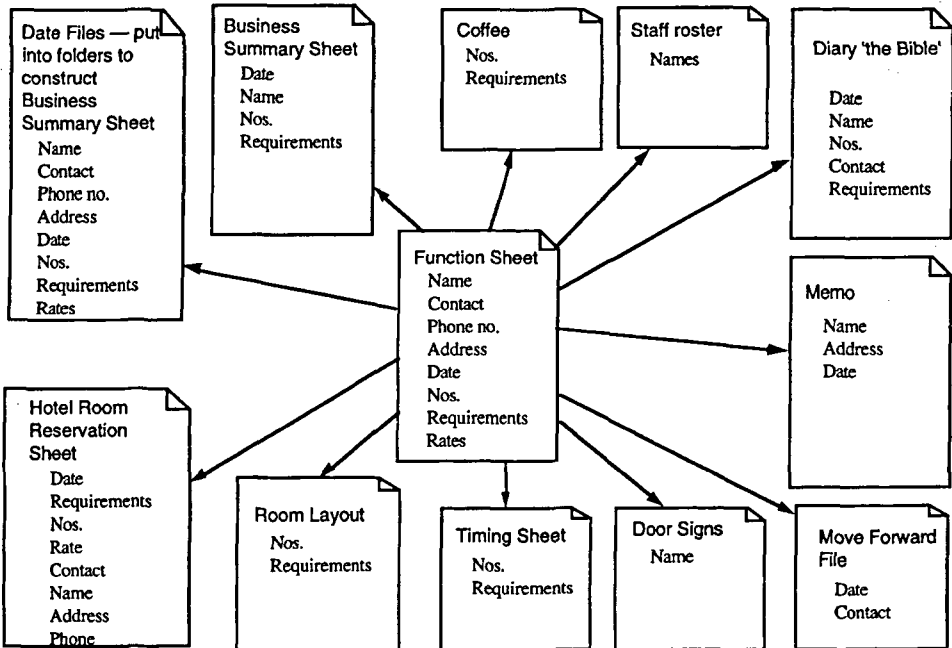 Date Files — put
into folders to
construct
Business
Summary Sheet
Name
Contact
Phone no.
Address
Date
Nos.
Requirements
Rates
Business
Summary Sheet
Date
Name
Nos.
Requirements
Coffee
Nos.
Requirements
Staff roster
Names
Diary 'the Bible'
Date
Name
Nos.
Contact
Requirements
Function Sheet
Name
Contact
Phone no.
Address
Date
Nos.
Requirements
Rates
Memo
Name
Address
Date
Hotel Room
Reservation
Sheet
Date
Requirements
Nos.
Rate
Contact
Name
Address
Phone
Room Layout
Nos.
Requirements
Timing Sheet
Nos.
Requirements
Door Signs
Name
Move Forward
File
Date
Contact